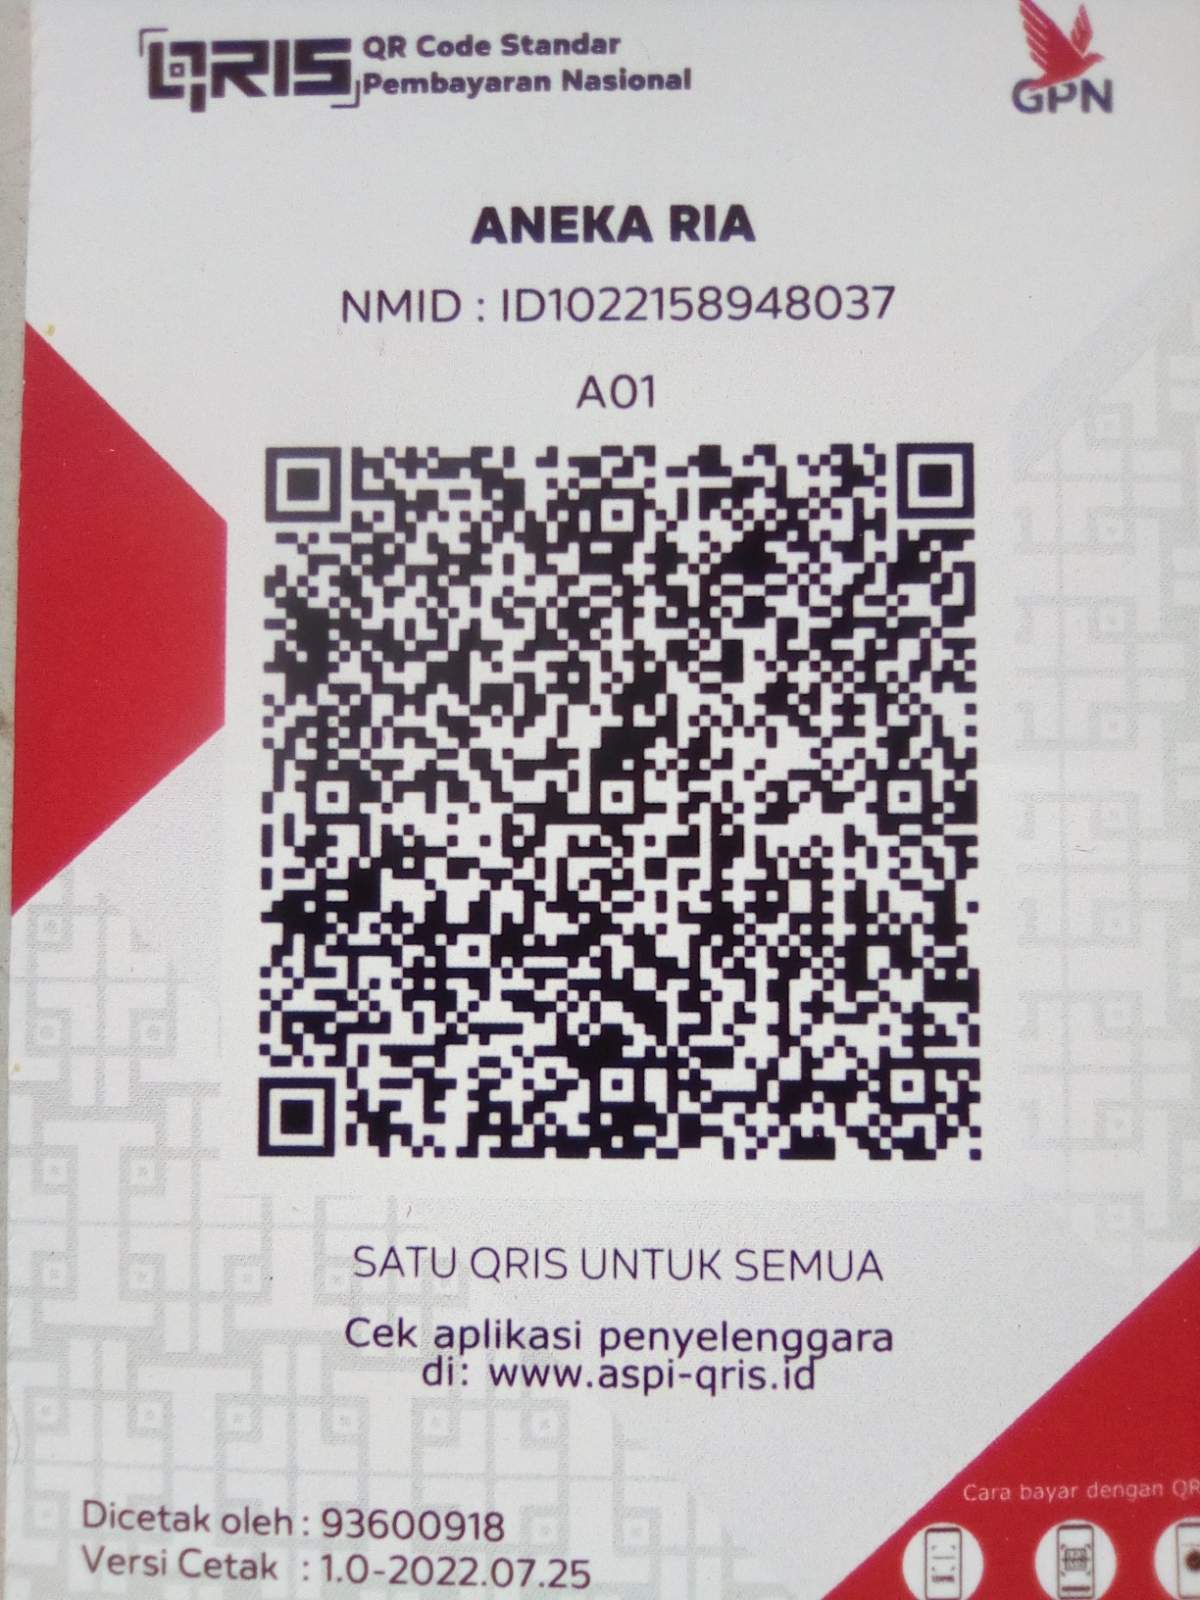 QRIS QR Code Standar
Pembayaran Nasional
GPN
ANEKA RIA
NMID : ID1022158948037
A01
SATU QRIS UNTUK SEMUA
Cek aplikasi penyelenggara
di: www.aspi-qris.id
Cara bayar dengan QR
Dicetak oleh : 93600918
Versi Cetak : 1.0-2022.07.25